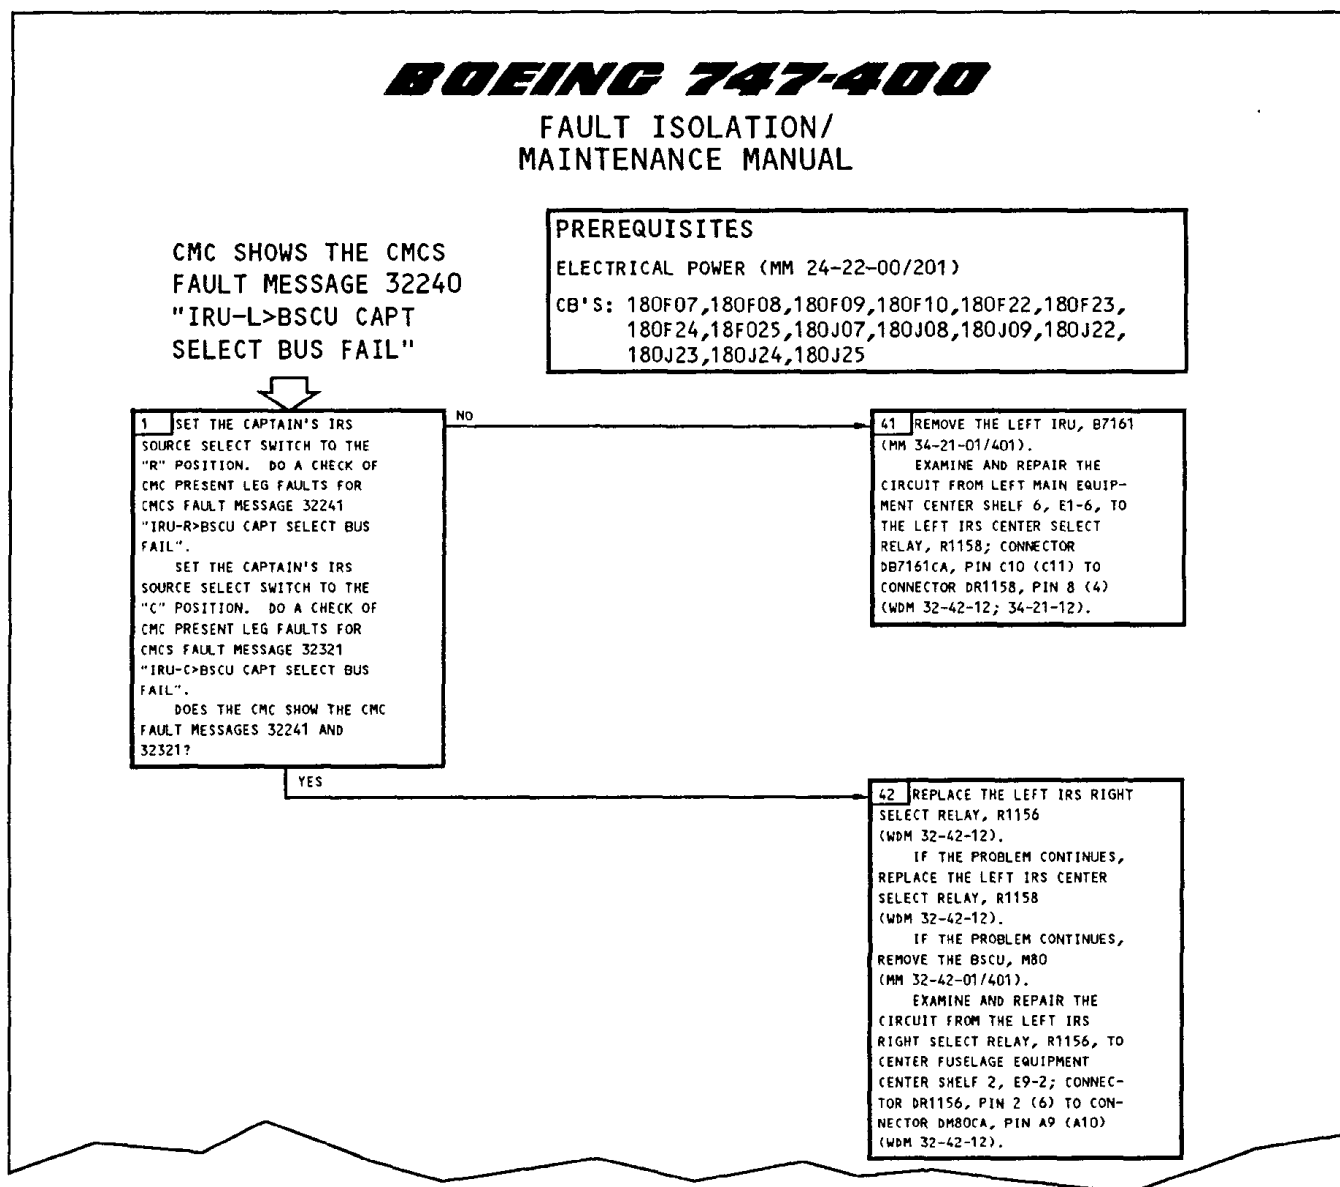 BOEING 747-400
FAULT ISOLATION/
MAINTENANCE MANUAL
CMC SHOWS THE CMCS
FAULT MESSAGE 32240
"IRU-L>BSCU CAPT
SELECT BUS FAIL"
PREREQUISITES
ELECTRICAL POWER (MM 24-22-00/201)
CB'S: 180F07,180F08,180F09,180F10,180F22,180F23,
180F24,18F025,180J07,180J08,180J09,180J22,
180J23,180J24,180J25
1 SET THE CAPTAIN'S IRS
SOURCE SELECT SWITCH TO THE
"R" POSITION. DO A CHECK OF
CMC PRESENT LEG FAULTS FOR
CMCS FAULT MESSAGE 32241
"IRU-R>BSCU CAPT SELECT BUS
FAIL".
SET THE CAPTAIN'S IRS
SOURCE SELECT SWITCH TO THE
"C" POSITION. DO A CHECK OF
CMC PRESENT LEG FAULTS FOR
CMCS FAULT MESSAGE 32321
"IRU-C>BSCU CAPT SELECT BUS
FAIL".
DOES THE CMC SHOW THE CMC
FAULT MESSAGES 32241 AND
32321?
NO
41 REMOVE THE LEFT IRU, B7161
(MM 34-21-01/401).
EXAMINE AND REPAIR THE
CIRCUIT FROM LEFT MAIN EQUIP-
MENT CENTER SHELF 6, E1-6, TO
THE LEFT IRS CENTER SELECT
RELAY, R1158; CONNECTOR
DB7161CA, PIN C10 (C11) TO
CONNECTOR DR1158, PIN 8 (4)
(WDM 32-42-12; 34-21-12).
YES
42 REPLACE THE LEFT IRS RIGHT
SELECT RELAY, R1156
(WDM 32-42-12).
IF THE PROBLEM CONTINUES,
REPLACE THE LEFT IRS CENTER
SELECT RELAY, R1158
(WDM 32-42-12).
IF THE PROBLEM CONTINUES,
REMOVE THE BSCU, M80
(MM 32-42-01/401).
EXAMINE AND REPAIR THE
CIRCUIT FROM THE LEFT IRS
RIGHT SELECT RELAY, R1156, TO
CENTER FUSELAGE EQUIPMENT
CENTER SHELF 2, E9-2; CONNEC-
TOR DR1156, PIN 2 (6) TO CON-
NECTOR DM80CA, PIN A9 (A10)
(WDM 32-42-12).